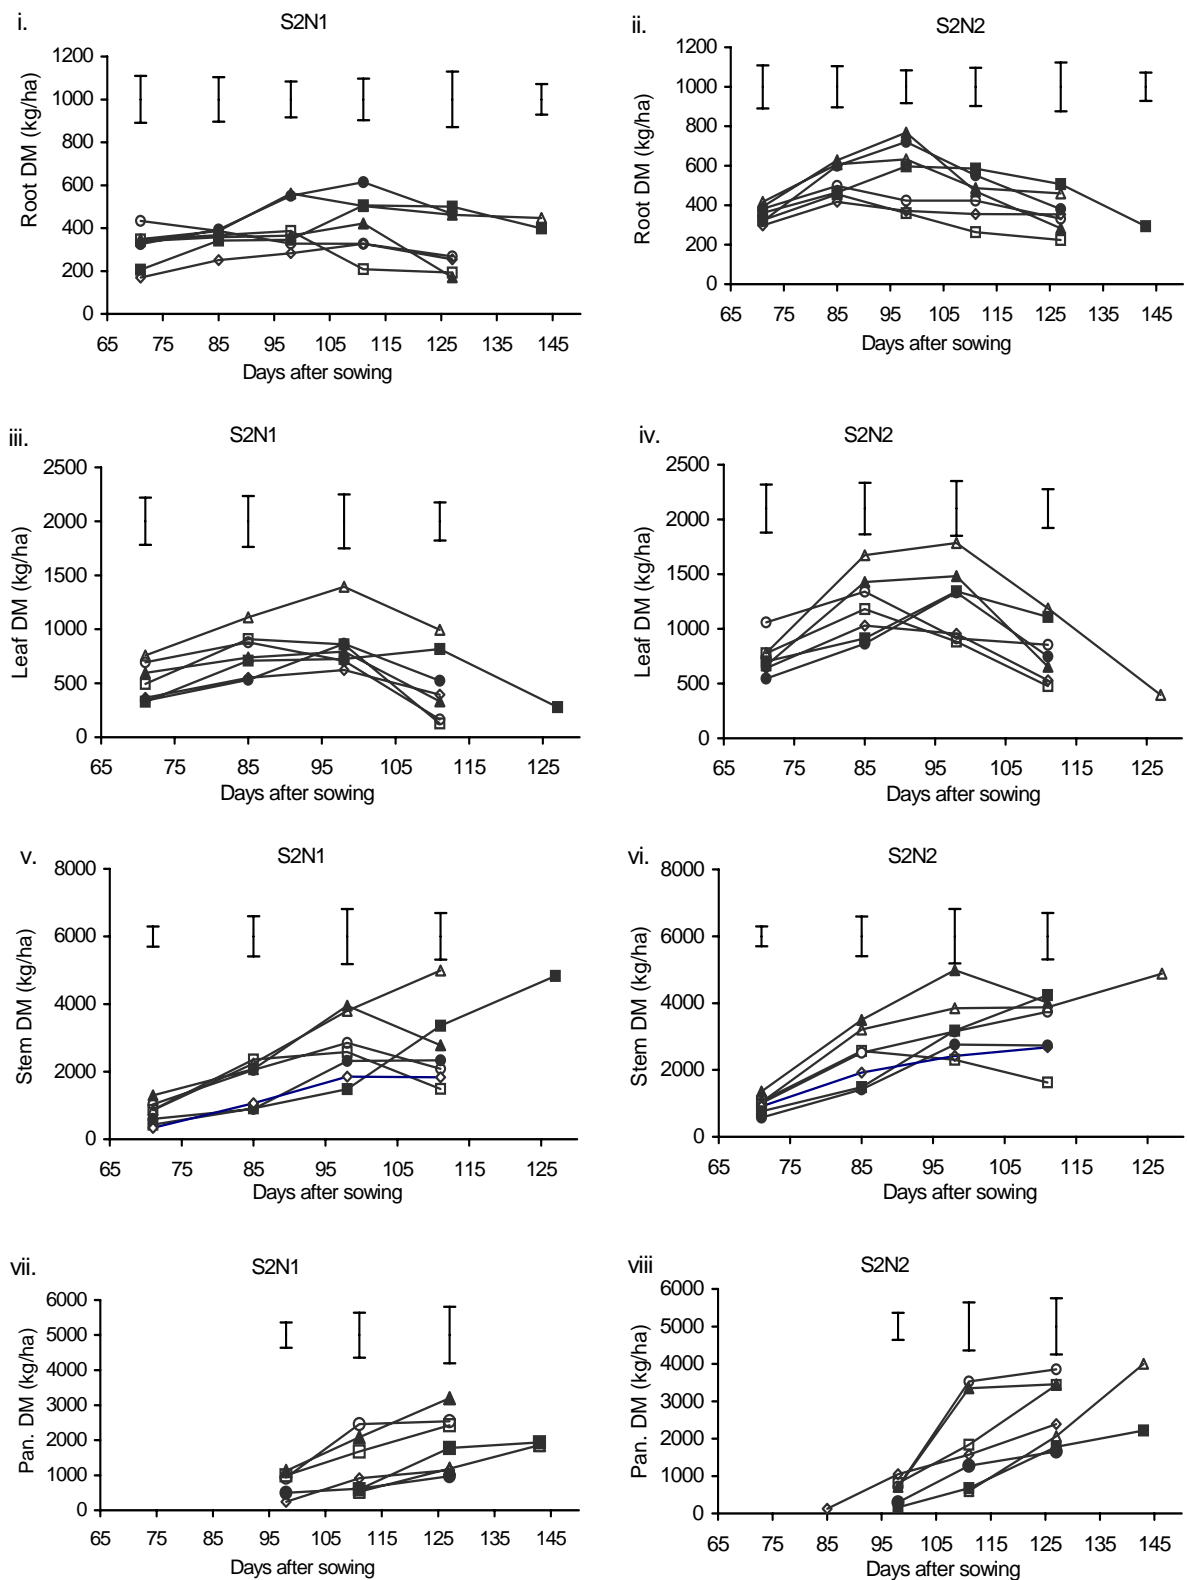 i.
S2N1
Root DM (kg/ha)
1200
1000
800
600
400
200
0
65 75 85 95 105 115 125 135 145
Days after sowing
ii.
S2N2
Root DM (kg/ha)
1200
1000
800
600
400
200
0
65 75 85 95 105 115 125 135 145
Days after sowing
iii.
S2N1
Leaf DM (kg/ha)
2500
2000
1500
1000
500
0
65 75 85 95 105 115 125
Days after sowing
iv.
S2N2
Leaf DM (kg/ha)
2500
2000
1500
1000
500
0
65 75 85 95 105 115 125
Days after sowing
v.
S2N1
Stem DM (kg/ha)
8000
6000
4000
2000
0
65 75 85 95 105 115 125
Days after sowing
vi.
S2N2
Stem DM (kg/ha)
8000
6000
4000
2000
0
65 75 85 95 105 115 125
Days after sowing
vii.
S2N1
Pan. DM (kg/ha)
6000
5000
4000
3000
2000
1000
0
65 75 85 95 105 115 125 135 145
Days after sowing
viii
S2N2
Pan. DM (kg/ha)
6000
5000
4000
3000
2000
1000
0
65 75 85 95 105 115 125 135 145
Days after sowing